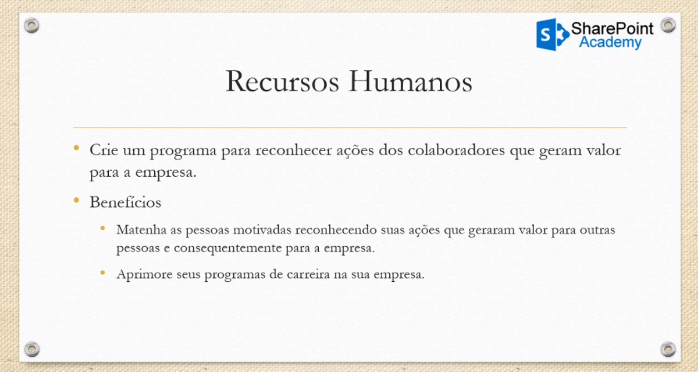 S
SharePoint
Academy
Recursos Humanos
• Crie um programa para reconhecer ações dos colaboradores que geram valor
para a empresa.
• Benefícios
• Matenha as pessoas motivadas reconhecendo suas ações que geraram valor para outras
pessoas e consequentemente para a empresa.
• Aprimore seus programas de carreira na sua empresa.